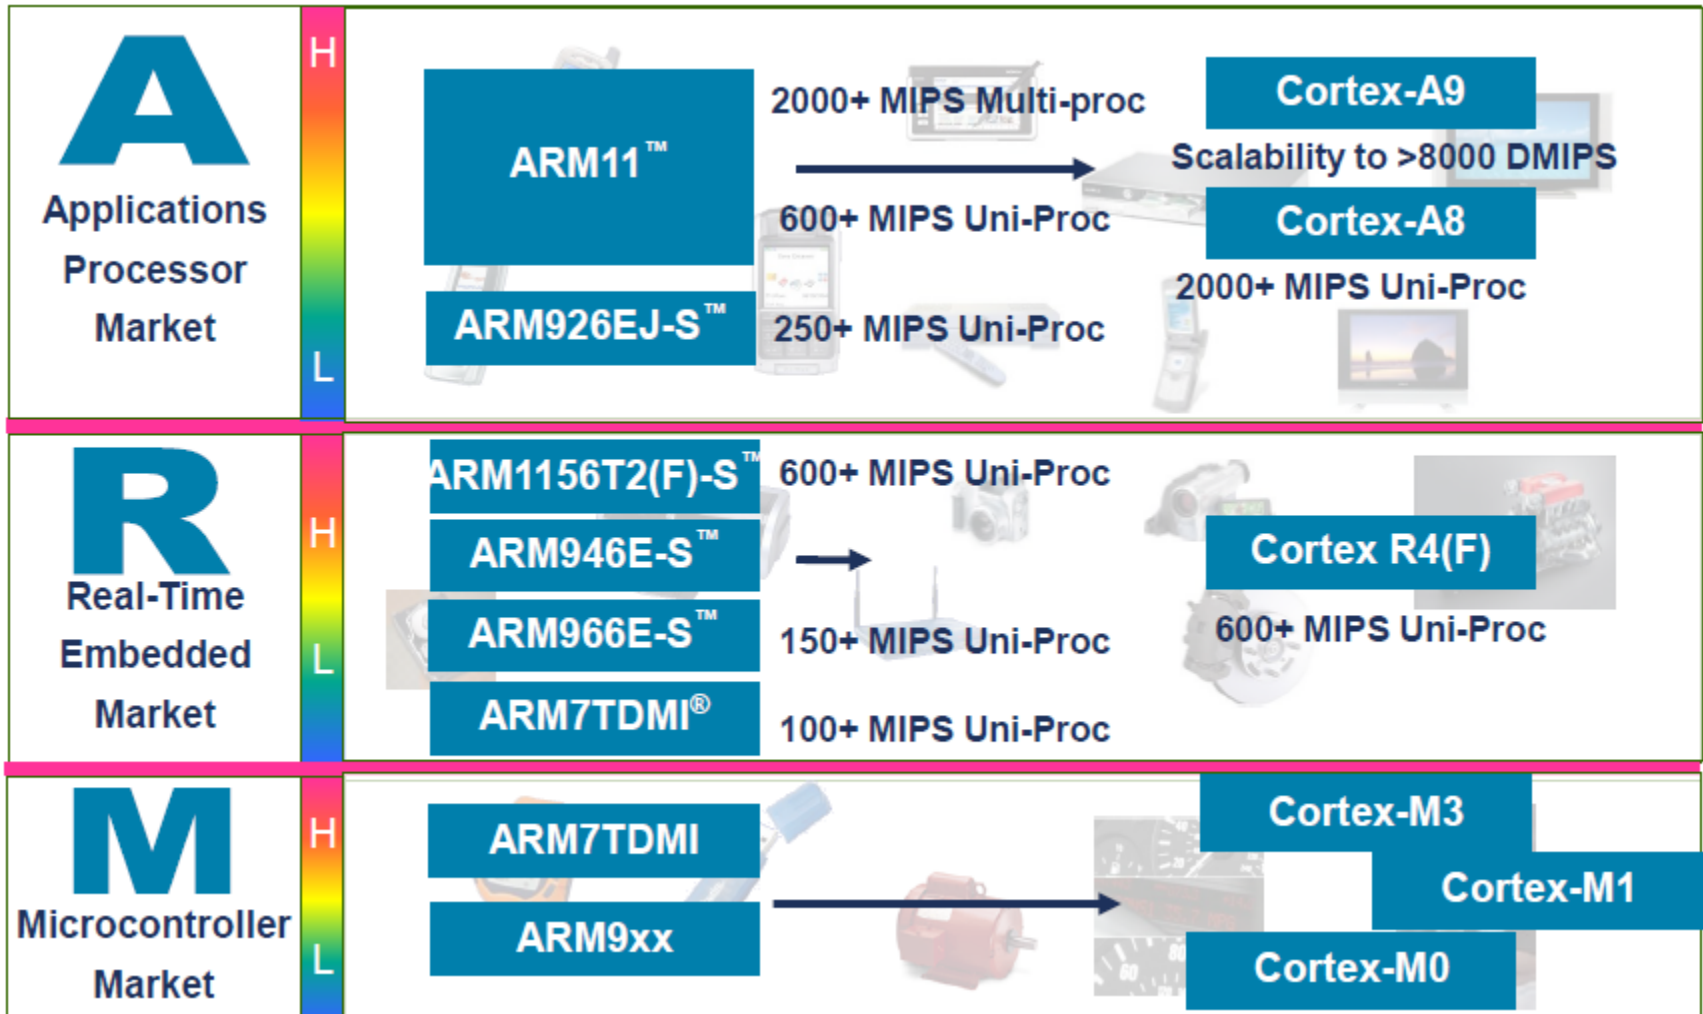 A
Applications
Processor
Market
H
L
ARM11™
2000+ MIPS Multi-proc
600+ MIPS Uni-Proc
ARM926EJ-S™
250+ MIPS Uni-Proc
Cortex-A9
Scalability to >8000 DMIPS
Cortex-A8
2000+ MIPS Uni-Proc
R
Real-Time
Embedded
Market
H
L
ARM1156T2(F)-S™
600+ MIPS Uni-Proc
ARM946E-S™
ARM966E-S™
150+ MIPS Uni-Proc
ARM7TDMI®
100+ MIPS Uni-Proc
Cortex R4(F)
600+ MIPS Uni-Proc
M
Microcontroller
Market
H
L
ARM7TDMI
ARM9xx
Cortex-M3
Cortex-M1
Cortex-M0